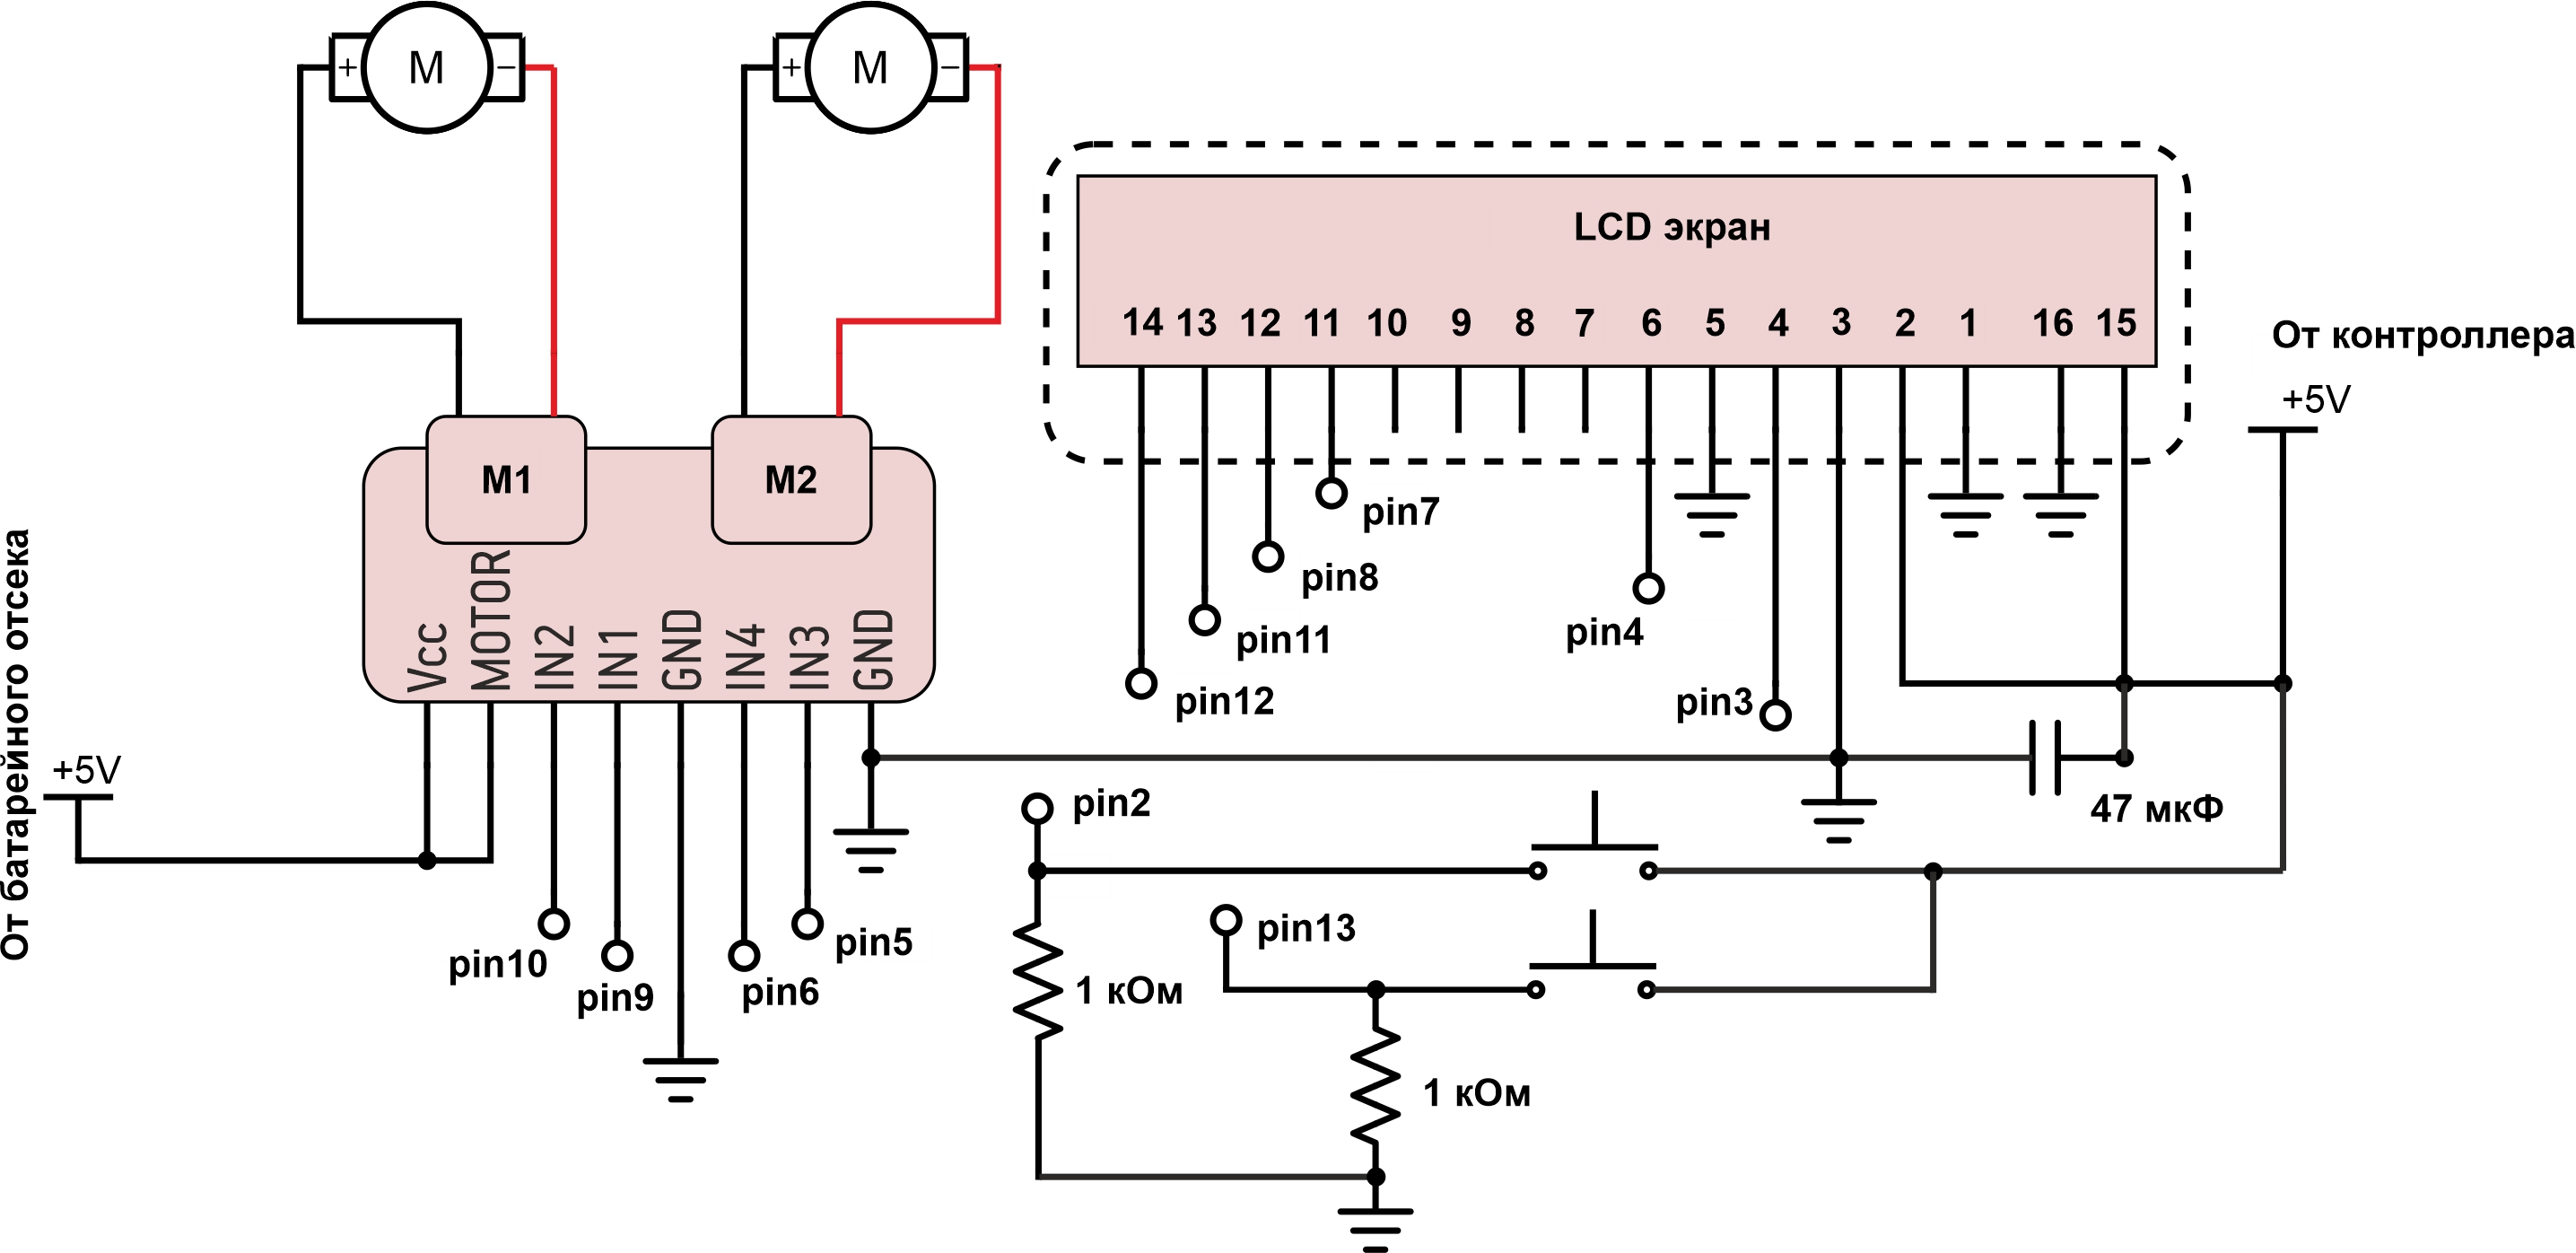 + M −
+ M −
LCD экран
14 13 12 11 10 9 8 7 6 5 4 3 2 1 16 15
От контроллера
+5V
M1
M2
pin7
pin8
pin4
pin11
pin12
pin3
Vcc
MOTOR
IN2
IN1
GND
IN4
IN3
GND
От батарейного отсека
+5V
pin2
47 мкФ
pin10
pin9
pin6
pin5
pin13
1 кОм
1 кОм